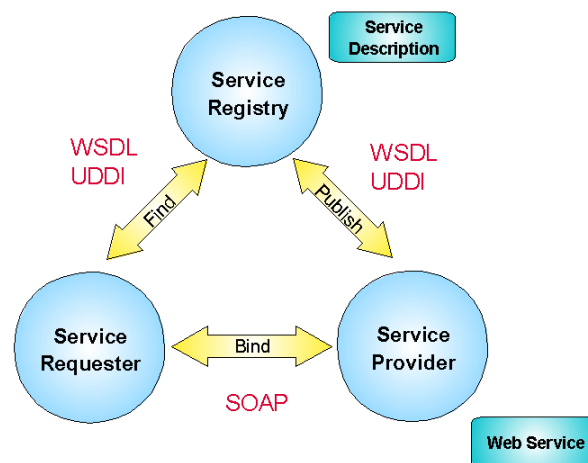 Service
Description
Service
Registry
WSDL
UDDI
WSDL
UDDI
Find
Publish
Service
Requester
Bind
Service
Provider
SOAP
Web Service